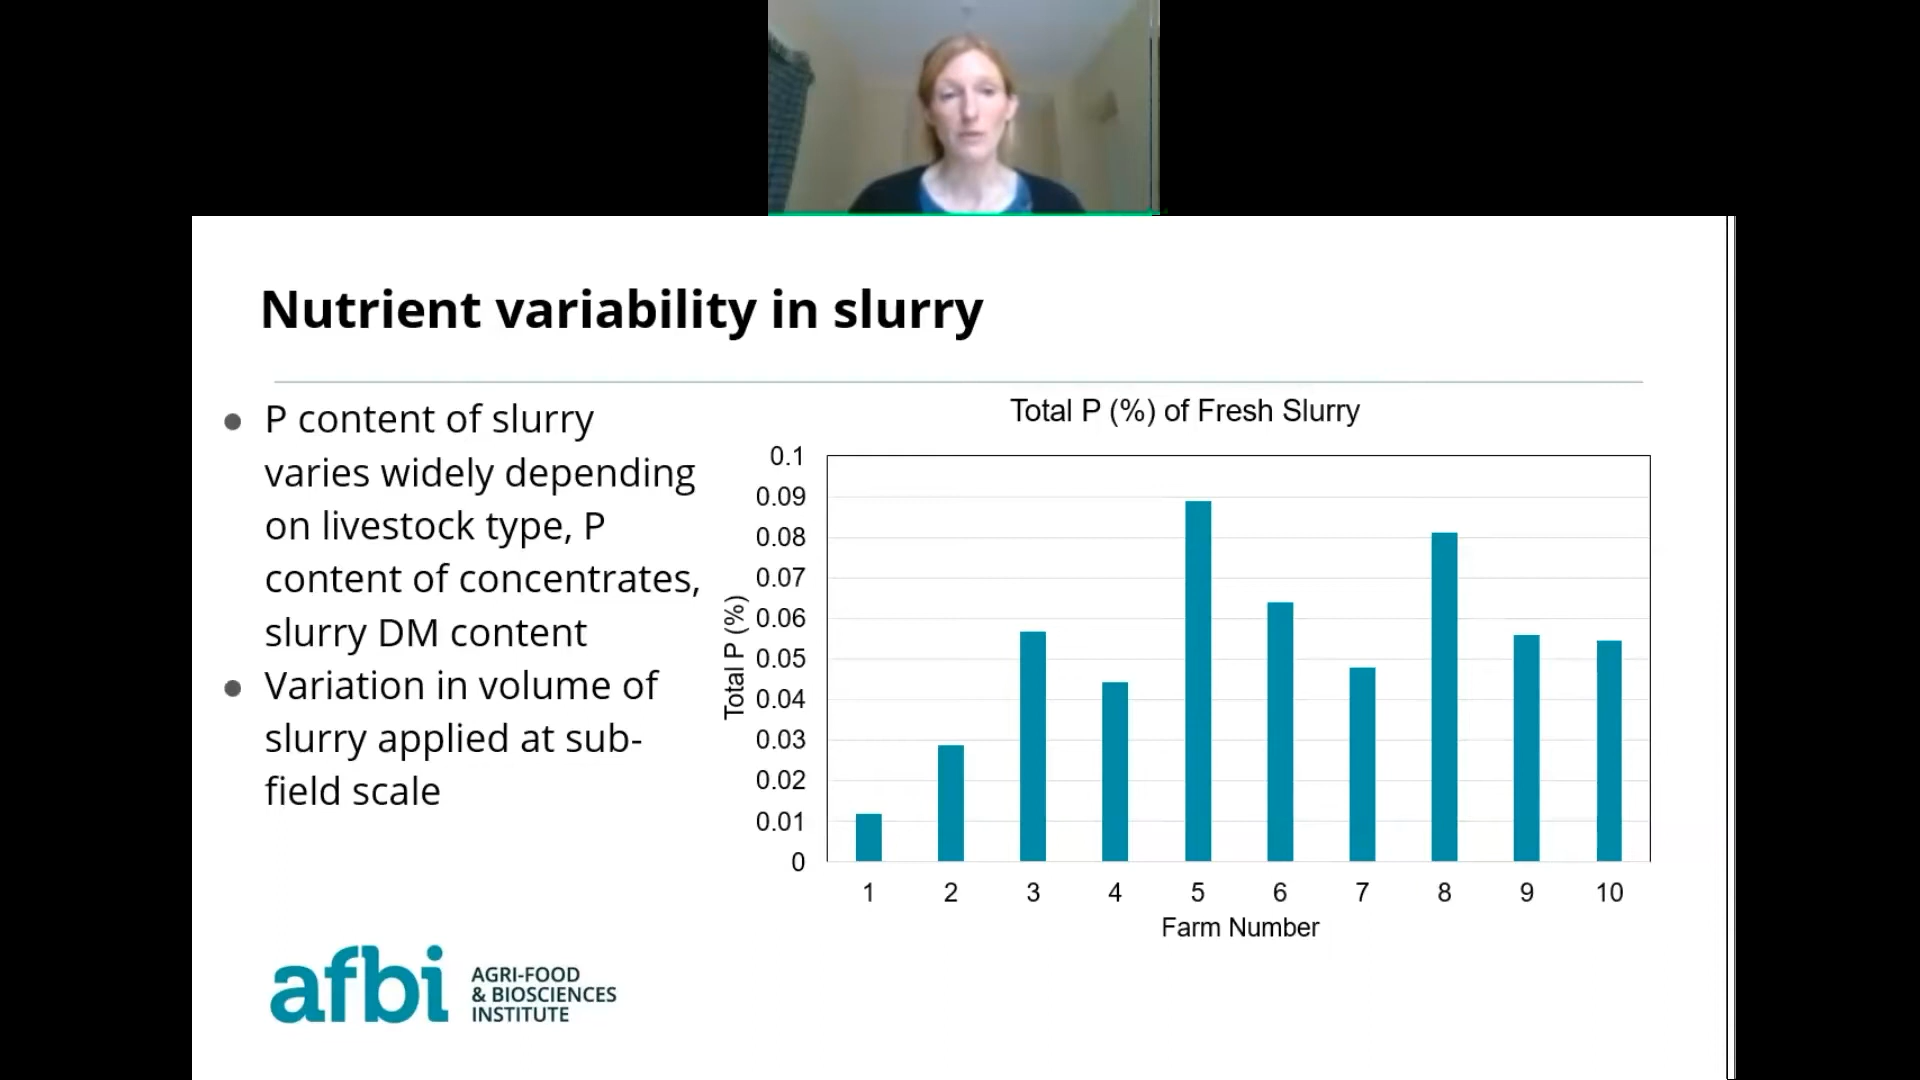 Nutrient variability in slurry
● P content of slurry
varies widely depending
on livestock type, P
content of concentrates,
slurry DM content
● Variation in volume of
slurry applied at sub-
field scale
Total P (%) of Fresh Slurry
Total P (%)
0.1
0.09
0.08
0.07
0.06
0.05
0.04
0.03
0.02
0.01
0
1 2 3 4 5 6 7 8 9 10
Farm Number
afbi
AGRI-FOOD
& BIOSCIENCES
INSTITUTE